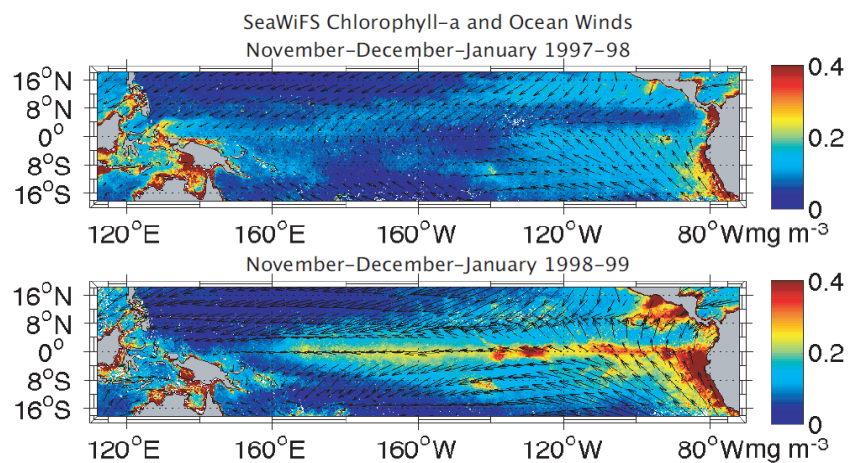 SeaWiFS Chlorophyll-a and Ocean Winds
November-December-January 1997-98
16°N
8°N
0°
8°S
16°S
120°E 160°E 160°W 120°W 80°W
0.4
0.2
0
mg m-3
November-December-January 1998-99
16°N
8°N
0°
8°S
16°S
120°E 160°E 160°W 120°W 80°W
0.4
0.2
0
mg m-3